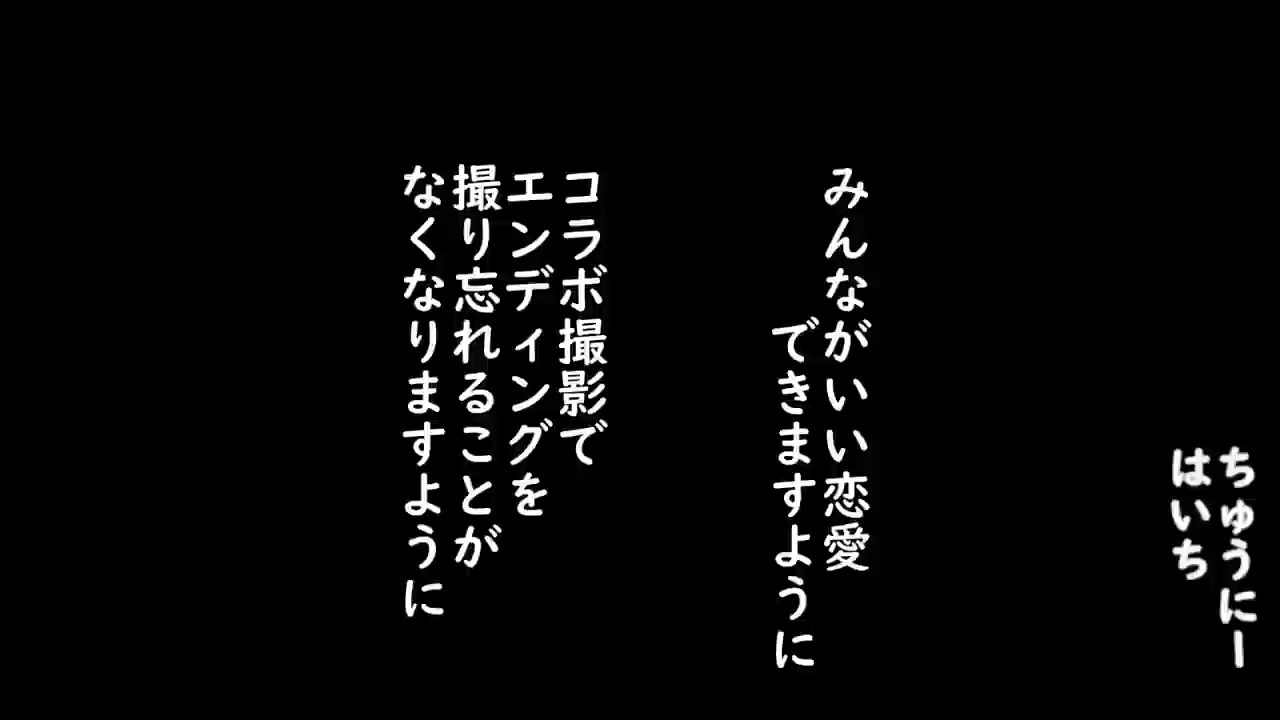 ちゅうにー
はいち
みんながいい恋愛
できますように
コラボ撮影で
エンディングを
撮り忘れることが
なくなりますように